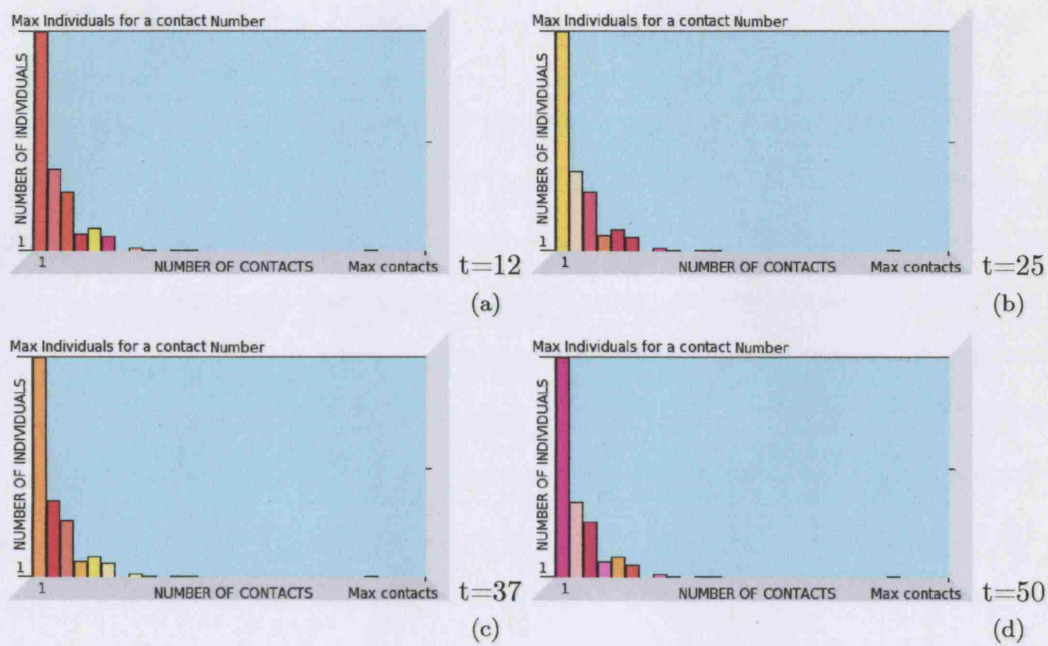 Max Individuals for a contact Number
NUMBER OF INDIVIDUALS
1
1
NUMBER OF CONTACTS
Max contacts
t=12
(a)
Max Individuals for a contact Number
NUMBER OF INDIVIDUALS
1
1
NUMBER OF CONTACTS
Max contacts
t=25
(b)
Max Individuals for a contact Number
NUMBER OF INDIVIDUALS
1
1
NUMBER OF CONTACTS
Max contacts
t=37
(c)
Max Individuals for a contact Number
NUMBER OF INDIVIDUALS
1
1
NUMBER OF CONTACTS
Max contacts
t=50
(d)